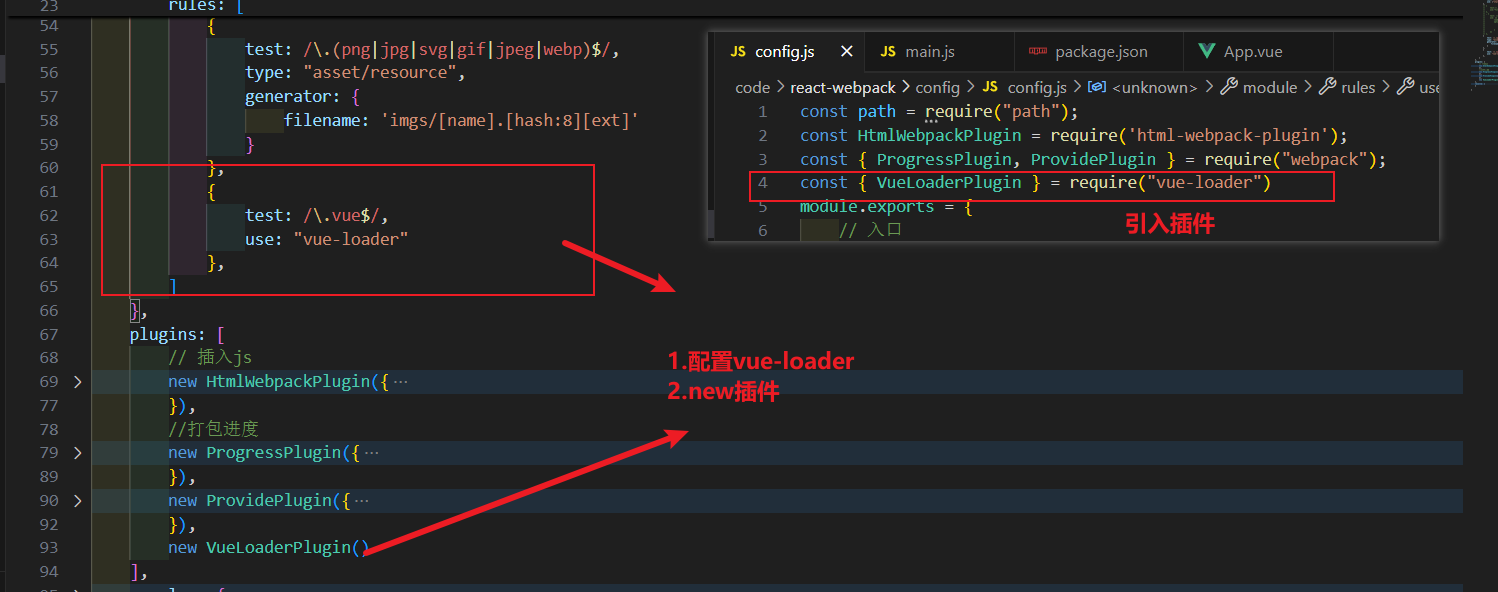 23 rules: [
54 {
55 test: /\.(png|jpg|svg|gif|jpeg|webp)$/,
56 type: "asset/resource",
57 generator: {
58 filename: 'imgs/[name].[hash:8][ext]'
59 }
60 },
61 {
62 test: /\.vue$/,
63 use: "vue-loader"
64 },
65 ]
66 },
67 plugins: [
68 // 插入js
69 new HtmlWebpackPlugin({ ···
77 }),
78 //打包进度
79 new ProgressPlugin({ ···
89 }),
90 new ProvidePlugin({ ···
92 }),
93 new VueLoaderPlugin()
94 ],
JS config.js × JS main.js package.json App.vue
code > react-webpack > config > JS config.js > <unknown> > module > rules > use
1 const path = require("path");
2 const HtmlWebpackPlugin = require('html-webpack-plugin');
3 const { ProgressPlugin, ProvidePlugin } = require("webpack");
4 const { VueLoaderPlugin } = require("vue-loader")
5 module.exports = {
6 // 入口
引入插件
1.配置vue-loader
2.new插件